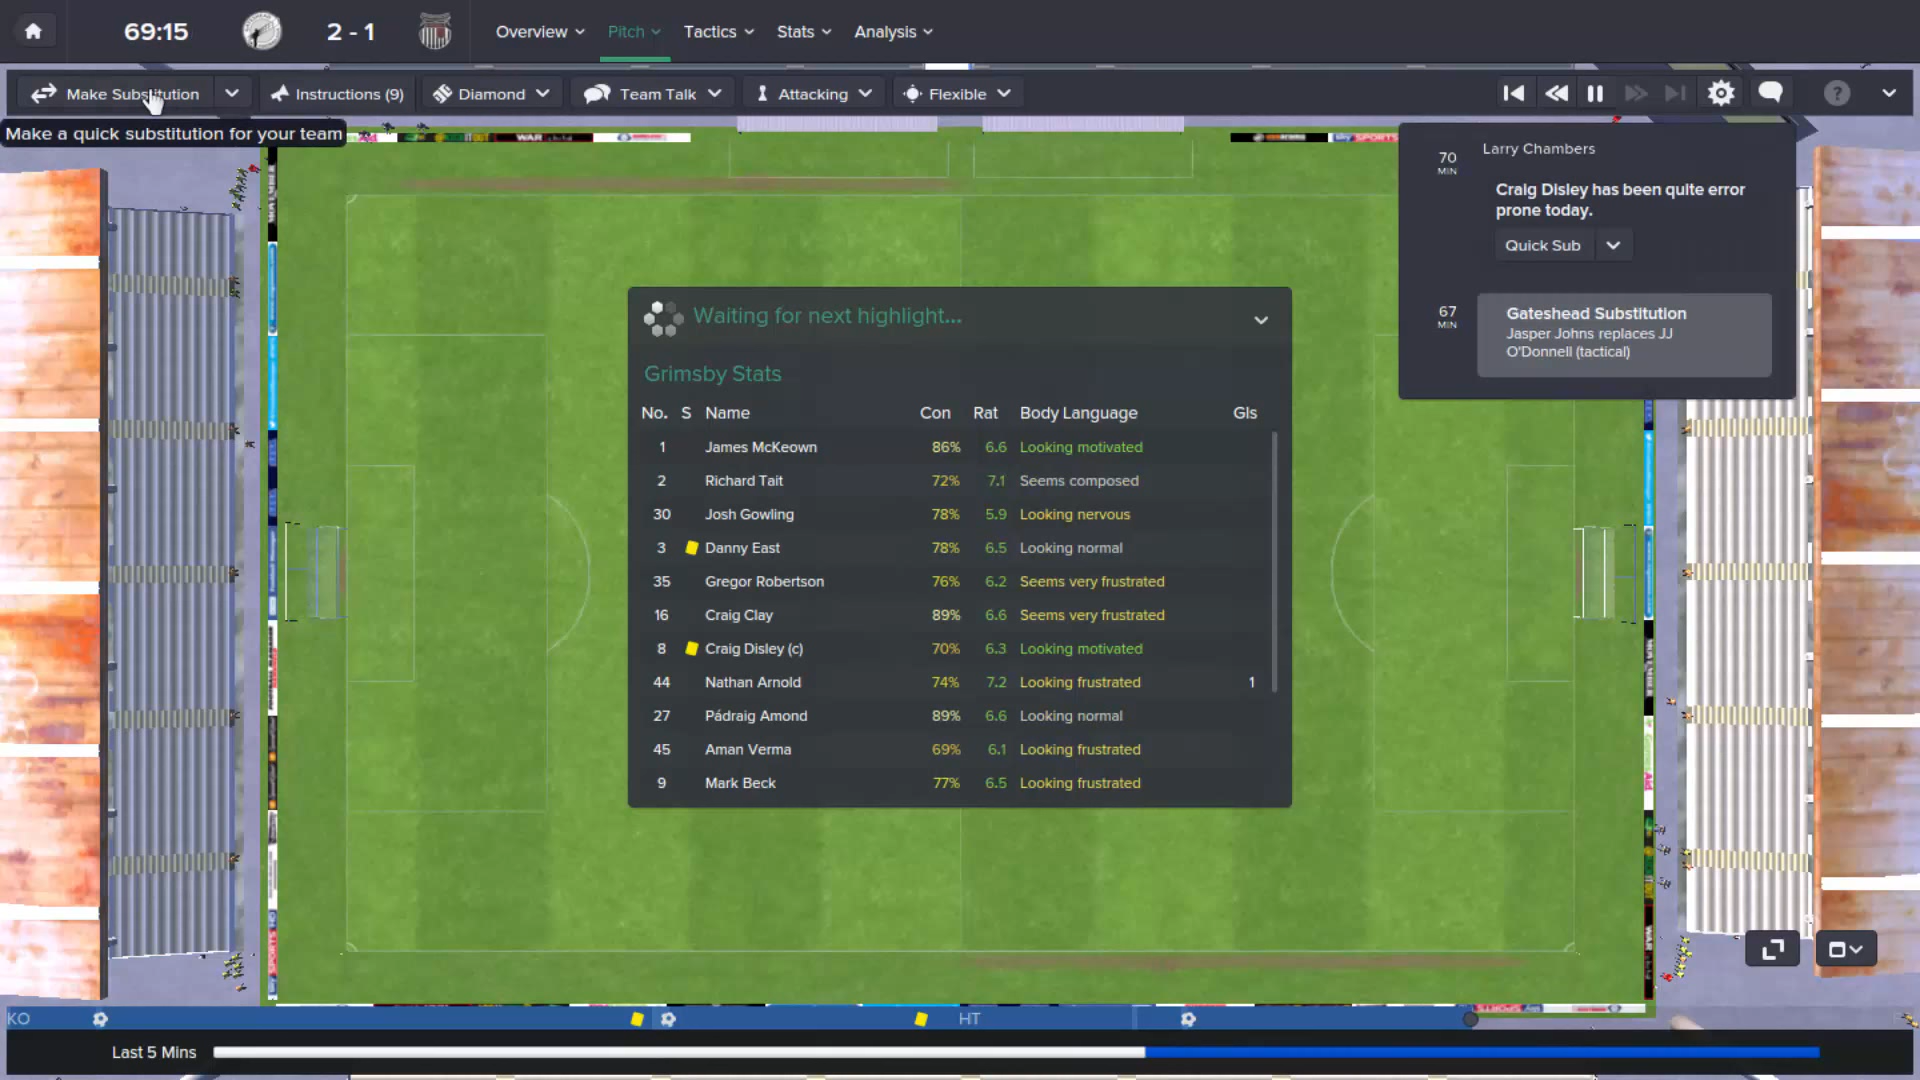 69:15
2 - 1
Overview
Pitch
Tactics
Stats
Analysis
Make Substitution
Instructions (9)
Diamond
Team Talk
Attacking
Flexible
?
Make a quick substitution for your team
WAR
70
MIN
Larry Chambers
Craig Disley has been quite error
prone today.
Quick Sub
67
MIN
Gateshead Substitution
Jasper Johns replaces JJ
O'Donnell (tactical)
Waiting for next highlight...
Grimsby Stats
No. S Name Con Rat Body Language Gls
1 James McKeown 86% 6.6 Looking motivated
2 Richard Tait 72% 7.1 Seems composed
30 Josh Gowling 78% 5.9 Looking nervous
3 Danny East 78% 6.5 Looking normal
35 Gregor Robertson 76% 6.2 Seems very frustrated
16 Craig Clay 89% 6.6 Seems very frustrated
8 Craig Disley (c) 70% 6.3 Looking motivated
44 Nathan Arnold 74% 7.2 Looking frustrated 1
27 Pádraig Amond 89% 6.6 Looking normal
45 Aman Verma 69% 6.1 Looking frustrated
9 Mark Beck 77% 6.5 Looking frustrated
KO
HT
Last 5 Mins